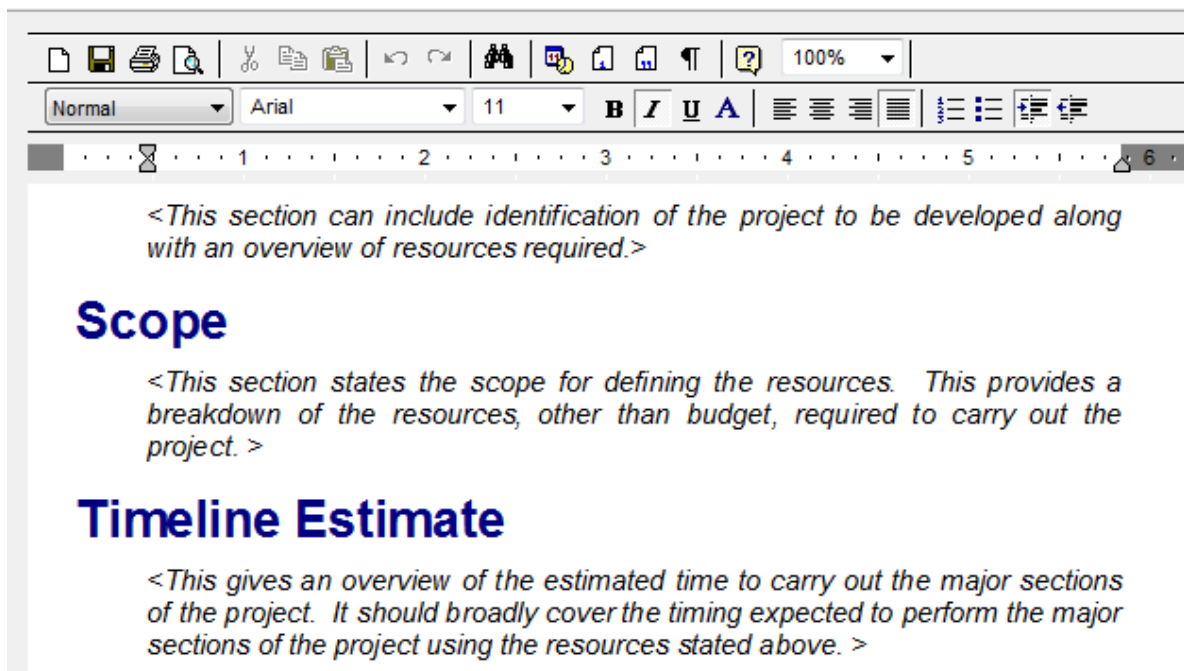 100%
Normal Arial 11 B I U A
1 2 3 4 5 6
<This section can include identification of the project to be developed along
with an overview of resources required.>
Scope
<This section states the scope for defining the resources.  This provides a
breakdown of the resources, other than budget, required to carry out the
project. >
Timeline Estimate
<This gives an overview of the estimated time to carry out the major sections
of the project.  It should broadly cover the timing expected to perform the major
sections of the project using the resources stated above. >